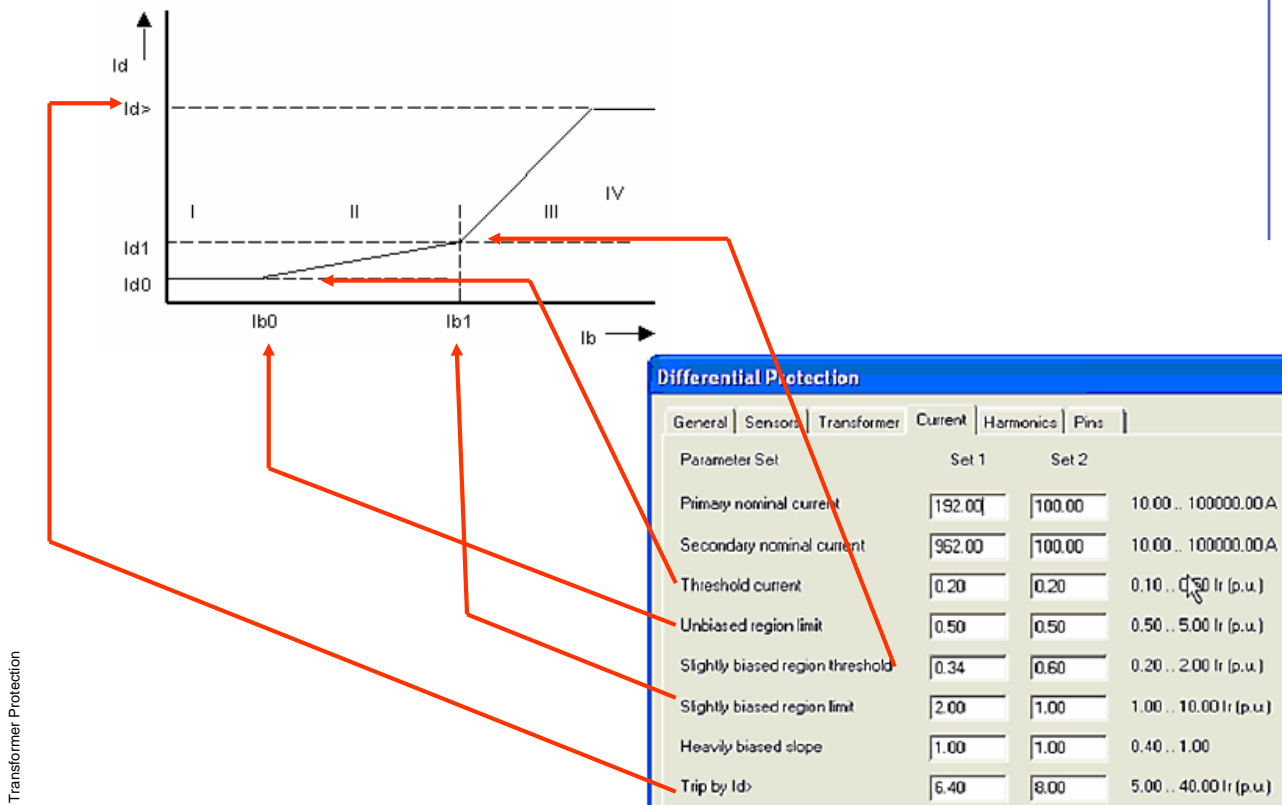 Id
Id>
IV
I
II
III
Id1
Id0
Ib0
Ib1
Ib
Differential Protection
General Sensors Transformer Current Harmonics Pins
Parameter Set Set 1 Set 2
Primary nominal current 192.00 100.00 10.00 .. 100000.00 A
Secondary nominal current 962.00 100.00 10.00 .. 100000.00 A
Threshold current 0.20 0.20 0.10 .. 0.50 Ir (p.u.)
Unbiased region limit 0.50 0.50 0.50 .. 5.00 Ir (p.u.)
Slightly biased region threshold 0.34 0.60 0.20 .. 2.00 Ir (p.u.)
Slightly biased region limit 2.00 1.00 1.00 .. 10.00 Ir (p.u.)
Heavily biased slope 1.00 1.00 0.40 .. 1.00
Trip by Id> 6.40 8.00 5.00 .. 40.00 Ir (p.u.)
Transformer Protection